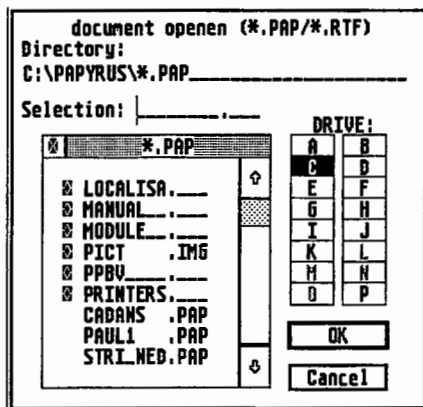 document openen (*.PAP/*.RTF)
Directory:
C:\PAPYRUS\*.PAP____________________
Selection: ________.___
DRIVE:
*.PAP
LOCALISA.___
MANUAL__.___
MODULE__.___
PICT    .IMG
PPBV____.___
PRINTERS.___
CADANS  .PAP
PAUL1   .PAP
STRI_NED.PAP
A B
C D
E F
G H
I J
K L
M N
O P
OK
Cancel